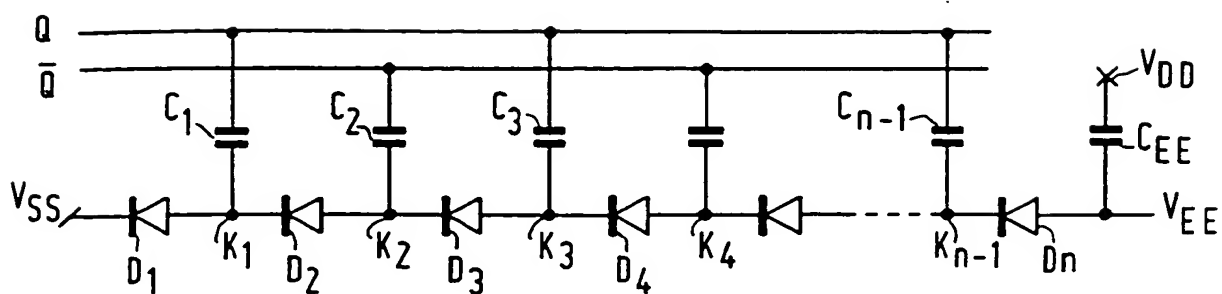 Q
Q̅
C1 C2 C3 Cn-1 VDD
CEE
VSS VEE
K1 K2 K3 K4 Kn-1
D1 D2 D3 D4 Dn